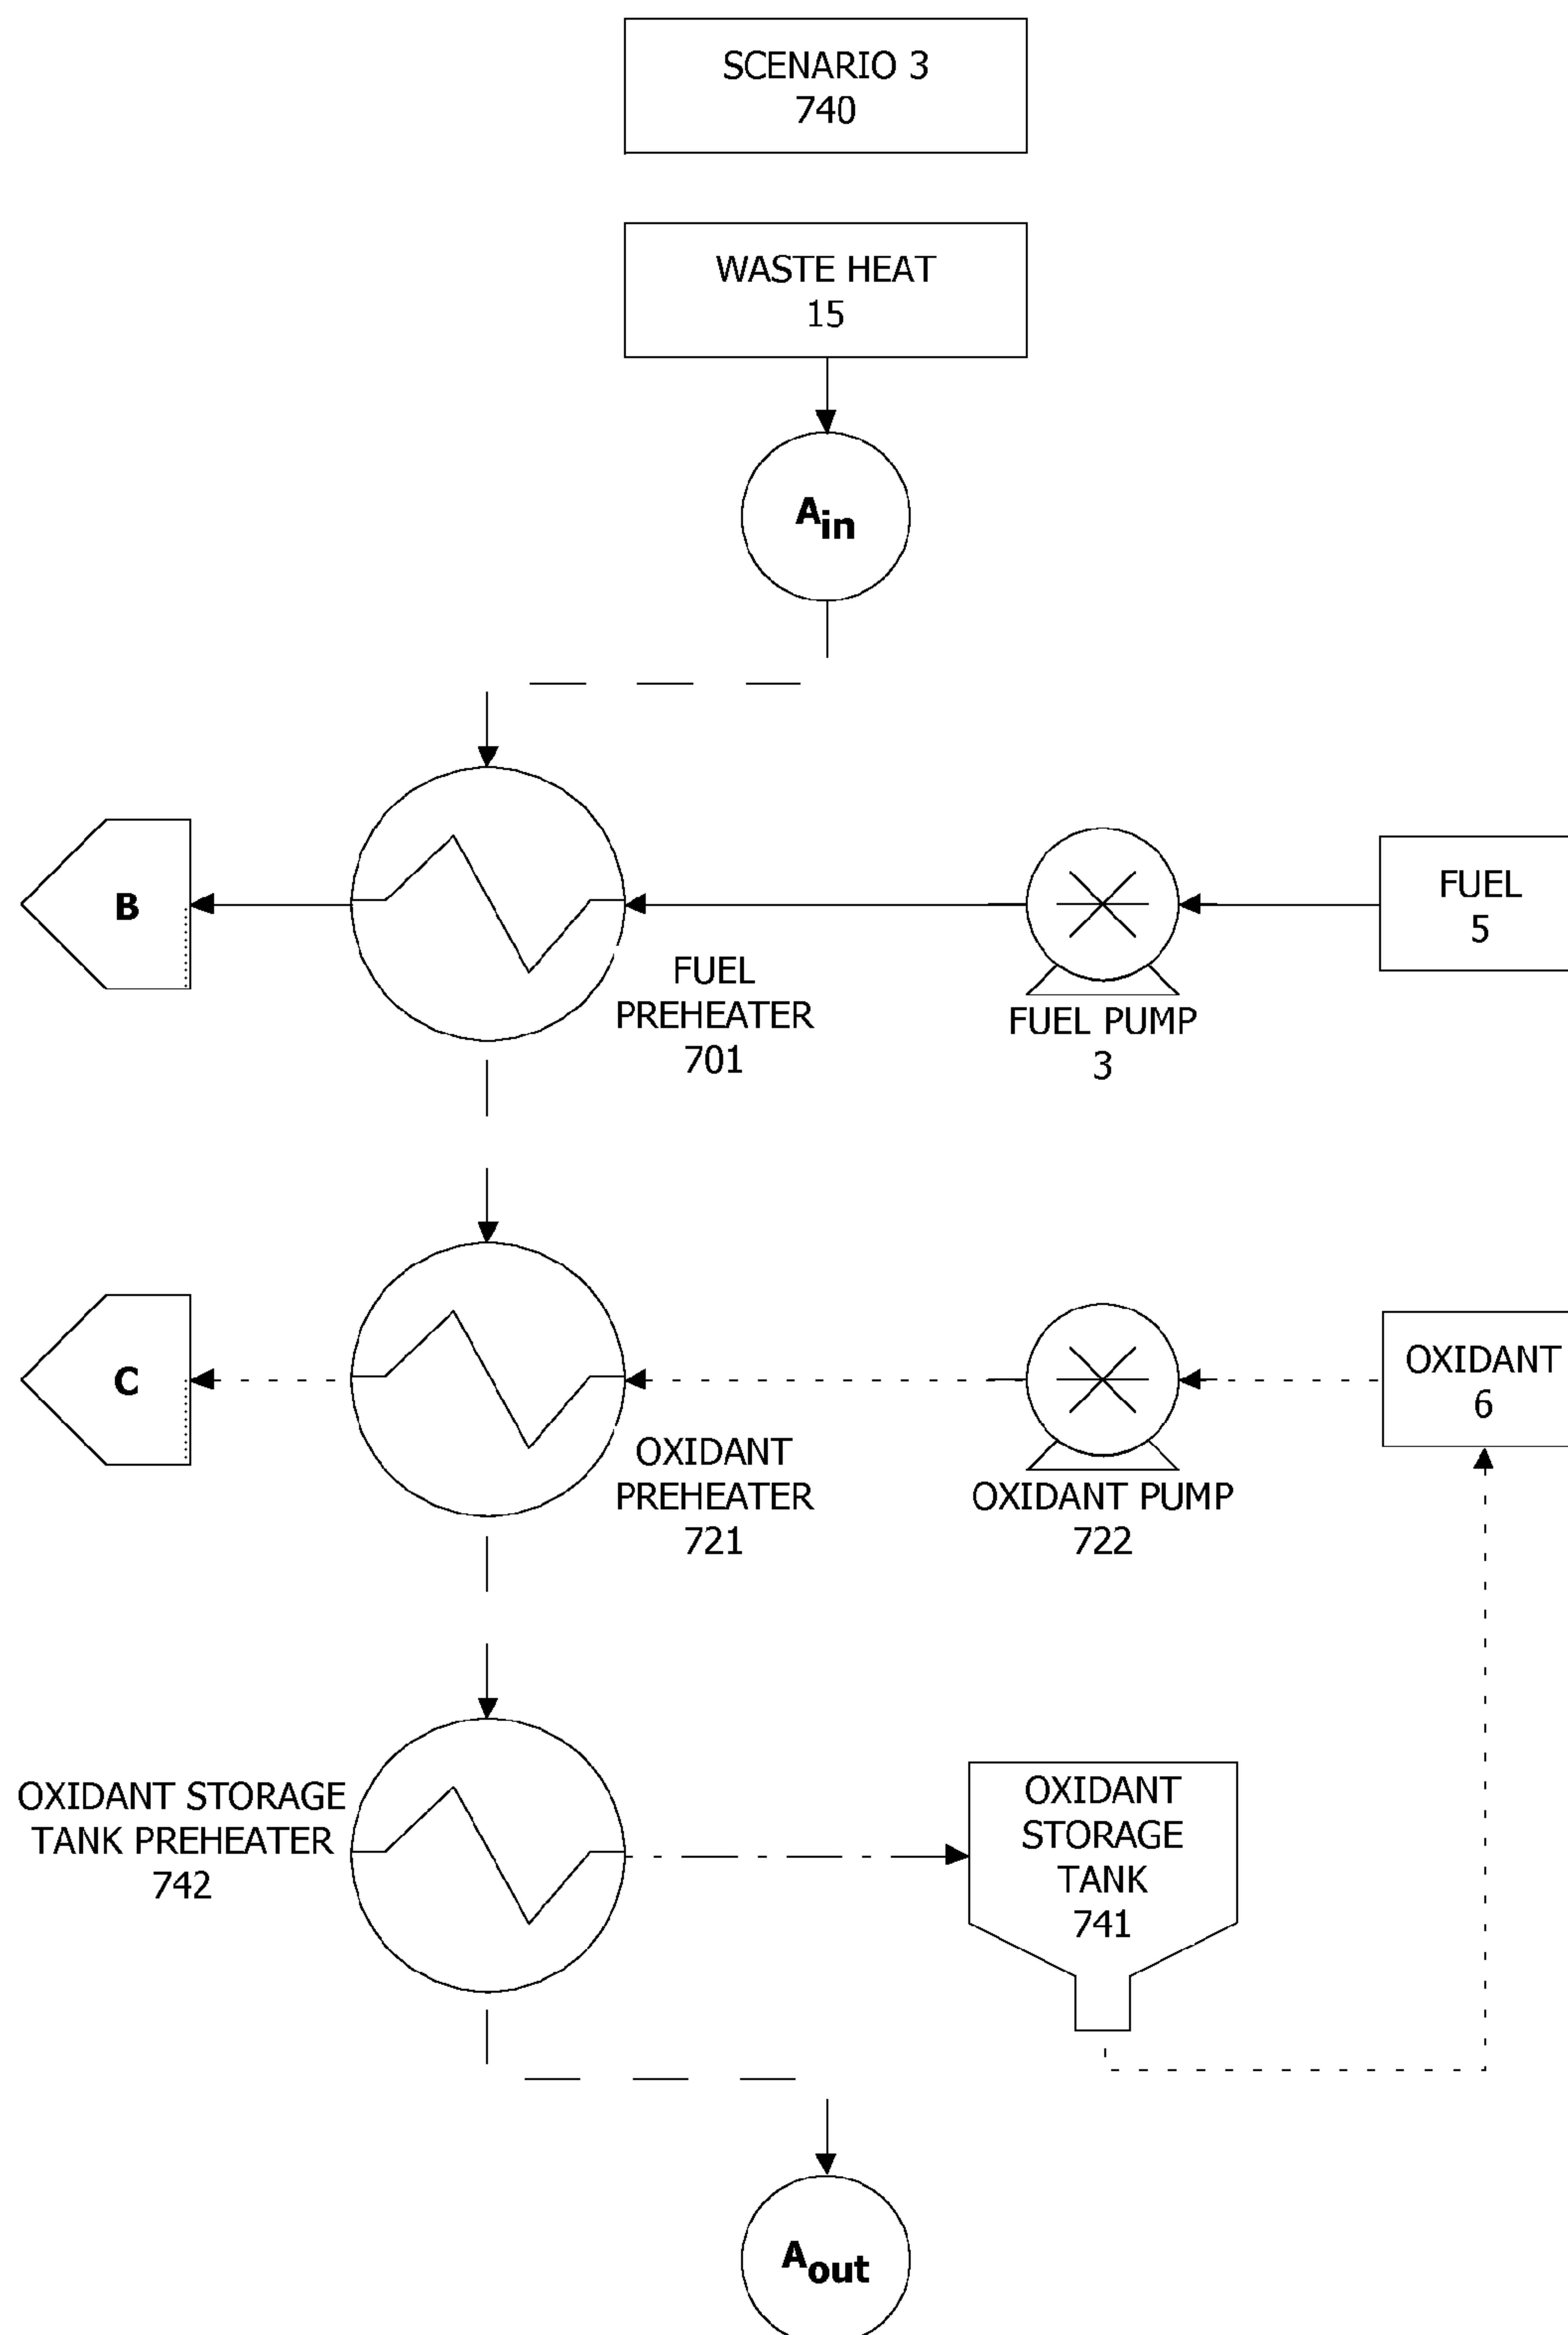 SCENARIO 3
740
WASTE HEAT
15
Ain
B
FUEL
PREHEATER
701
FUEL PUMP
3
FUEL
5
C
OXIDANT
PREHEATER
721
OXIDANT PUMP
722
OXIDANT
6
OXIDANT STORAGE
TANK PREHEATER
742
OXIDANT
STORAGE
TANK
741
Aout